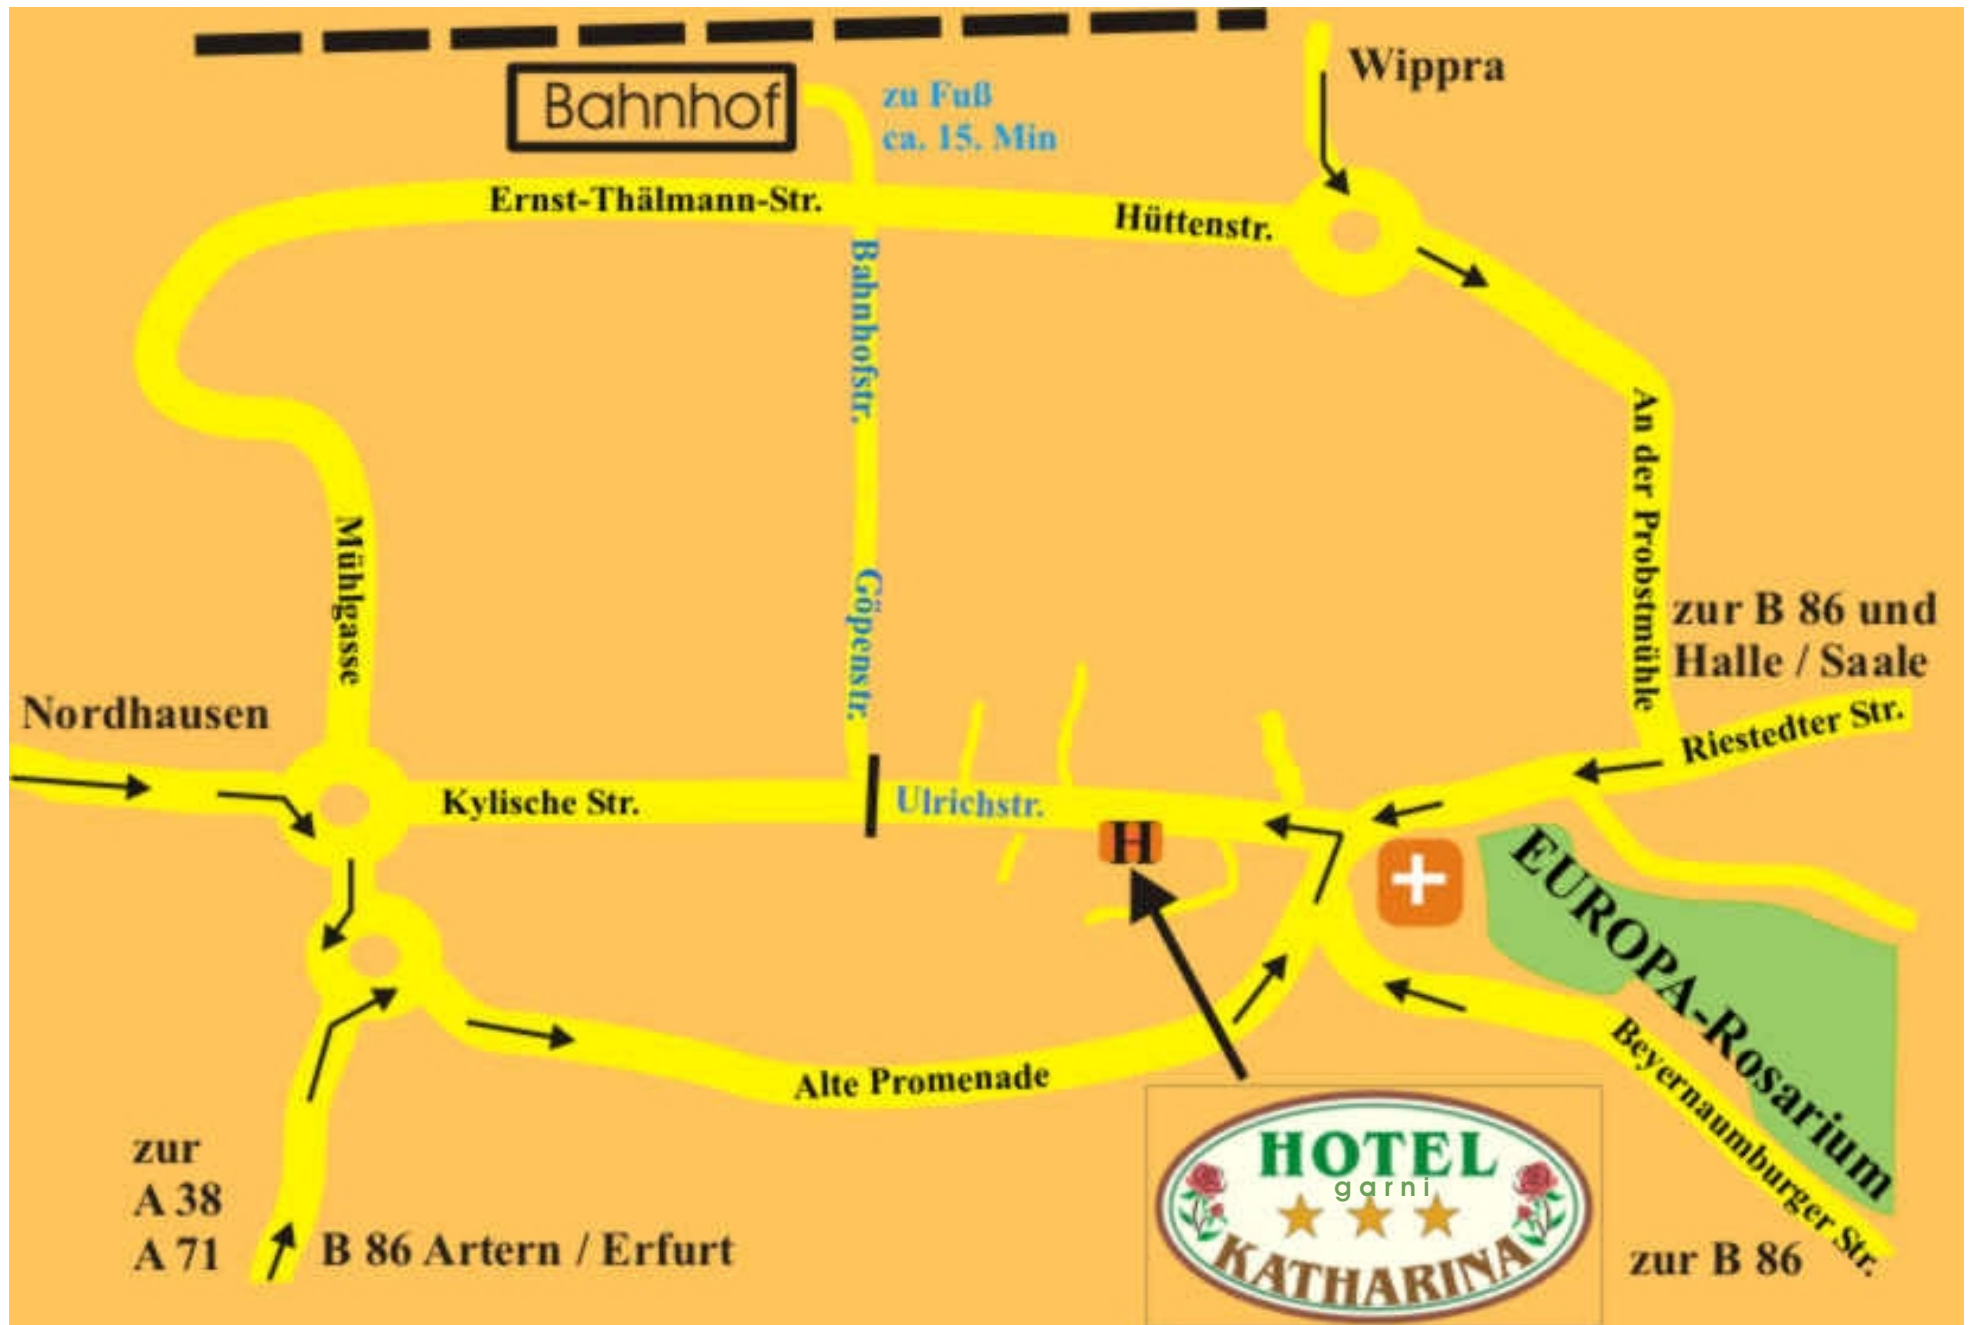 Bahnhof
zu Fuß
ca. 15. Min
Wippra
Ernst-Thälmann-Str.
Hüttenstr.
Bahnhofstr.
An der Probstmühle
Mühlgasse
Göpenstr.
zur B 86 und
Halle / Saale
Nordhausen
Riestedter Str.
Kylische Str.
Ulrichstr.
H
EUROPA-Rosarium
Beyernaumburger Str.
Alte Promenade
zur
A 38
A 71
B 86 Artern / Erfurt
HOTEL
garni
KATHARINA
zur B 86